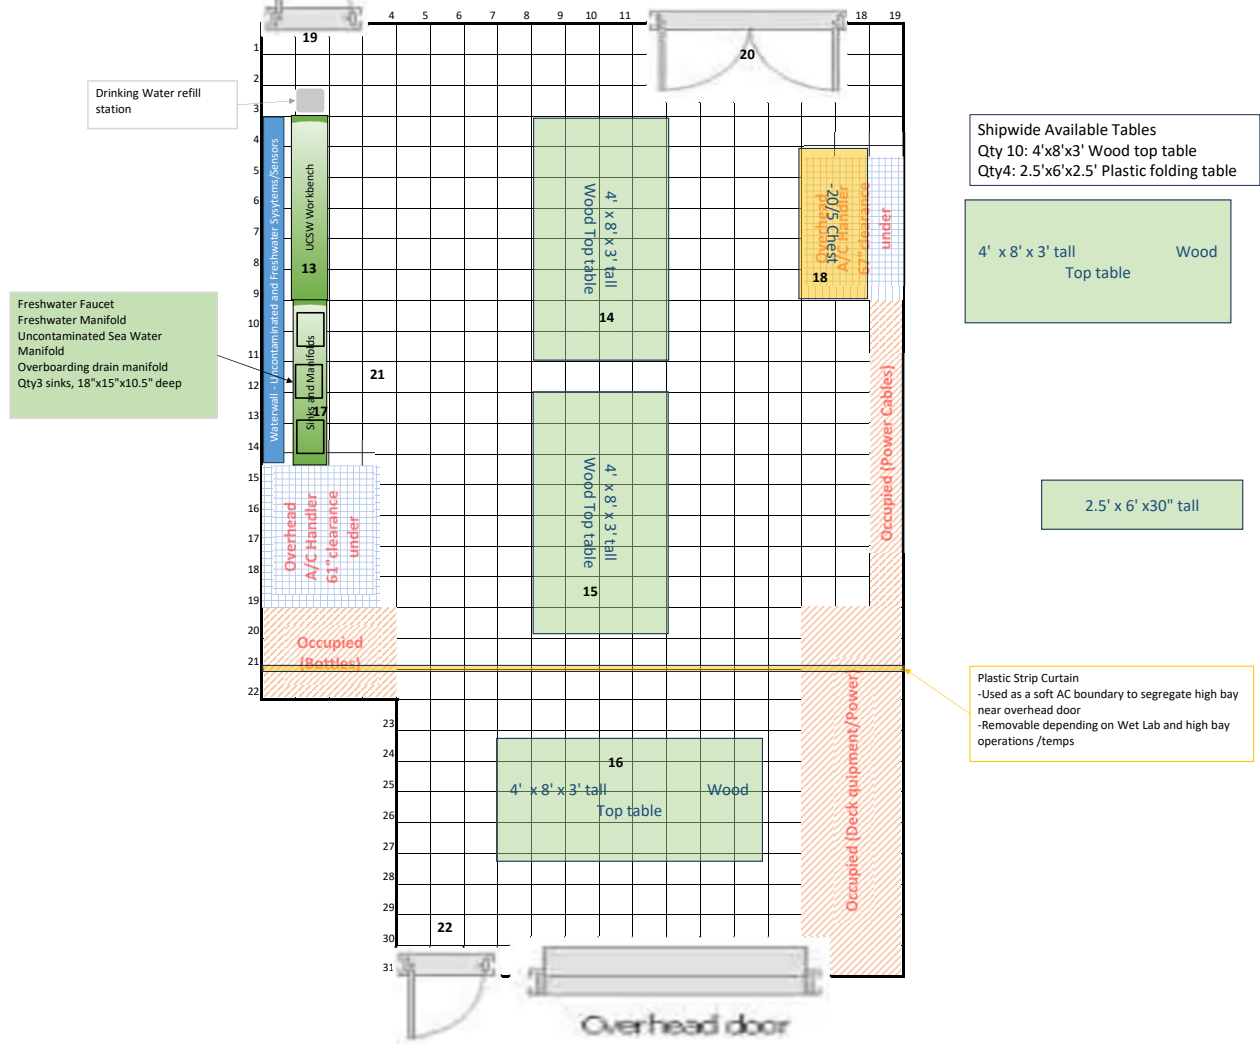 4 5 6 7 8 9 10 11 18 19
19
20
1
2
3
4
5
6
7
8
9
10
11
12
13
14
15
16
17
18
19
20
21
22
23
24
25
26
27
28
29
30
31
Drinking Water refill
station
Shipwide Available Tables
Qty 10: 4'x8'x3' Wood top table
Qty4: 2.5'x6'x2.5' Plastic folding table
4' x 8' x 3' tall Wood
Top table
2.5' x 6' x30" tall
Freshwater Faucet
Freshwater Manifold
Uncontaminated Sea Water
Manifold
Overboarding drain manifold
Qty3 sinks, 18"x15"x10.5" deep
Waterwall - Uncontaminated and Freshwater Sysytems/Sensors
UCSW Workbench
13
Sinks and Manifolds
17
21
4' x 8' x 3' tall
Wood Top table
14
4' x 8' x 3' tall
Wood Top table
15
-20/5 Chest
Overhead
A/C Handler
67" clearance
under
18
Occupied (Power Cables)
Overhead
A/C Handler
61" clearance
under
Occupied
(Bottles)
Plastic Strip Curtain
-Used as a soft AC boundary to segregate high bay
near overhead door
-Removable depending on Wet Lab and high bay
operations /temps
16
4' x 8' x 3' tall Wood
Top table
Occupied (Deck quipment/Power)
22
Overhead door